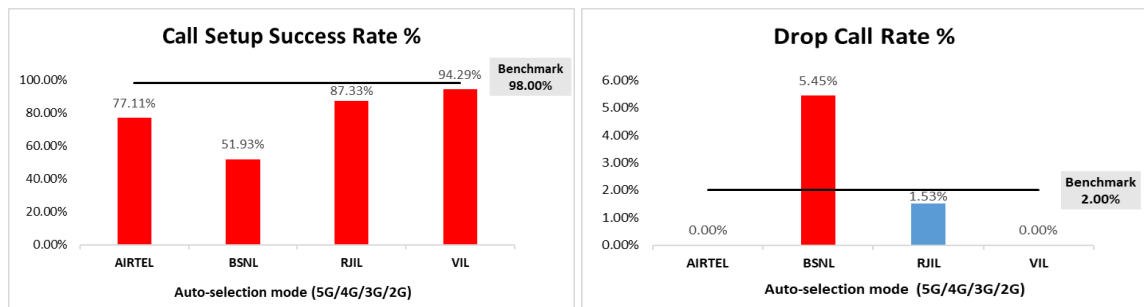 Call Setup Success Rate %
Benchmark
98.00%
100.00%
80.00%
60.00%
40.00%
20.00%
0.00%
77.11%
51.93%
87.33%
94.29%
AIRTEL
BSNL
RJIL
VIL
Auto-selection mode (5G/4G/3G/2G)
Drop Call Rate %
6.00%
5.00%
4.00%
3.00%
2.00%
1.00%
0.00%
0.00%
5.45%
1.53%
0.00%
Benchmark
2.00%
AIRTEL
BSNL
RJIL
VIL
Auto-selection mode (5G/4G/3G/2G)